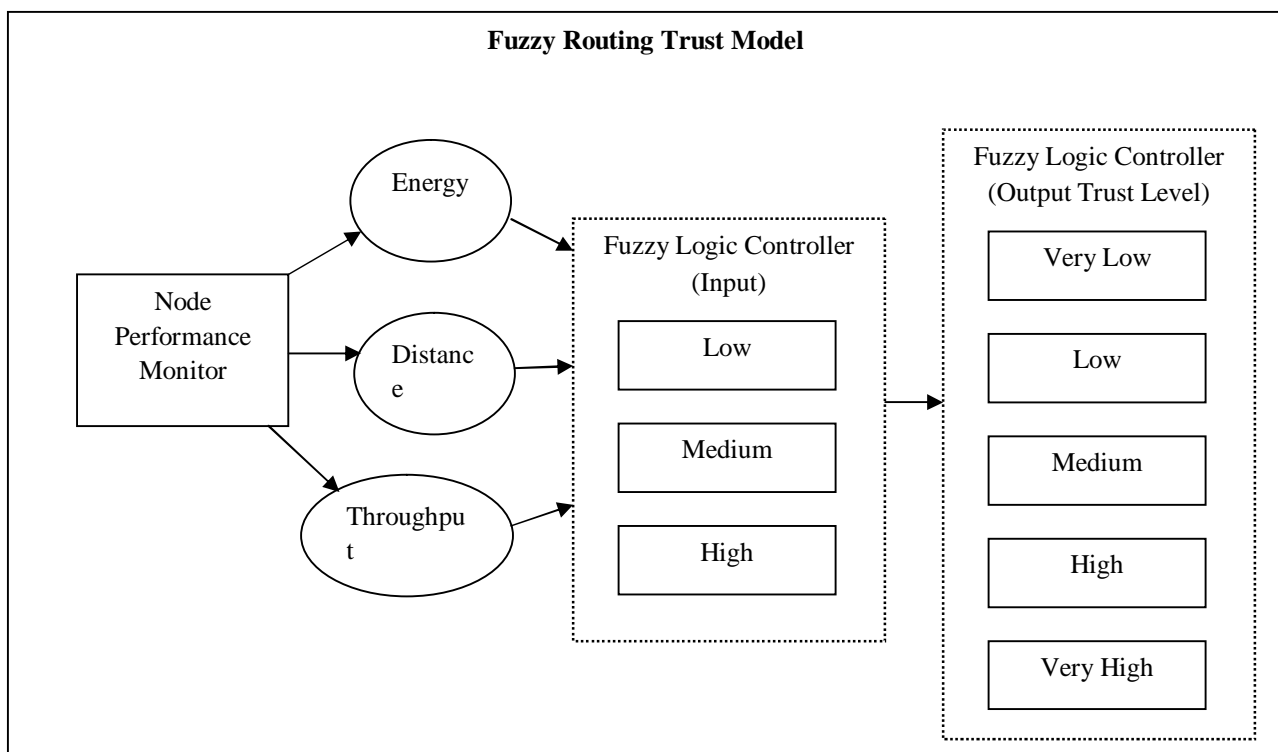 Fuzzy Routing Trust Model
Node
Performance
Monitor
Energy
Distanc
e
Throughpu
t
Fuzzy Logic Controller
(Input)
Low
Medium
High
Fuzzy Logic Controller
(Output Trust Level)
Very Low
Low
Medium
High
Very High